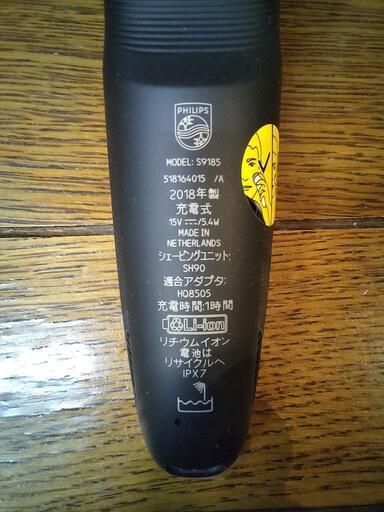 PHILIPS
MODEL: S9185
518164015 /A
2018年製
充電式
15V⎓/5.4W
MADE IN
NETHERLANDS
シェービングユニット:
SH90
適合アダプタ:
HQ8505
充電時間:1時間
Li-ion
リチウムイオン
電池は
リサイクルへ
IPX7